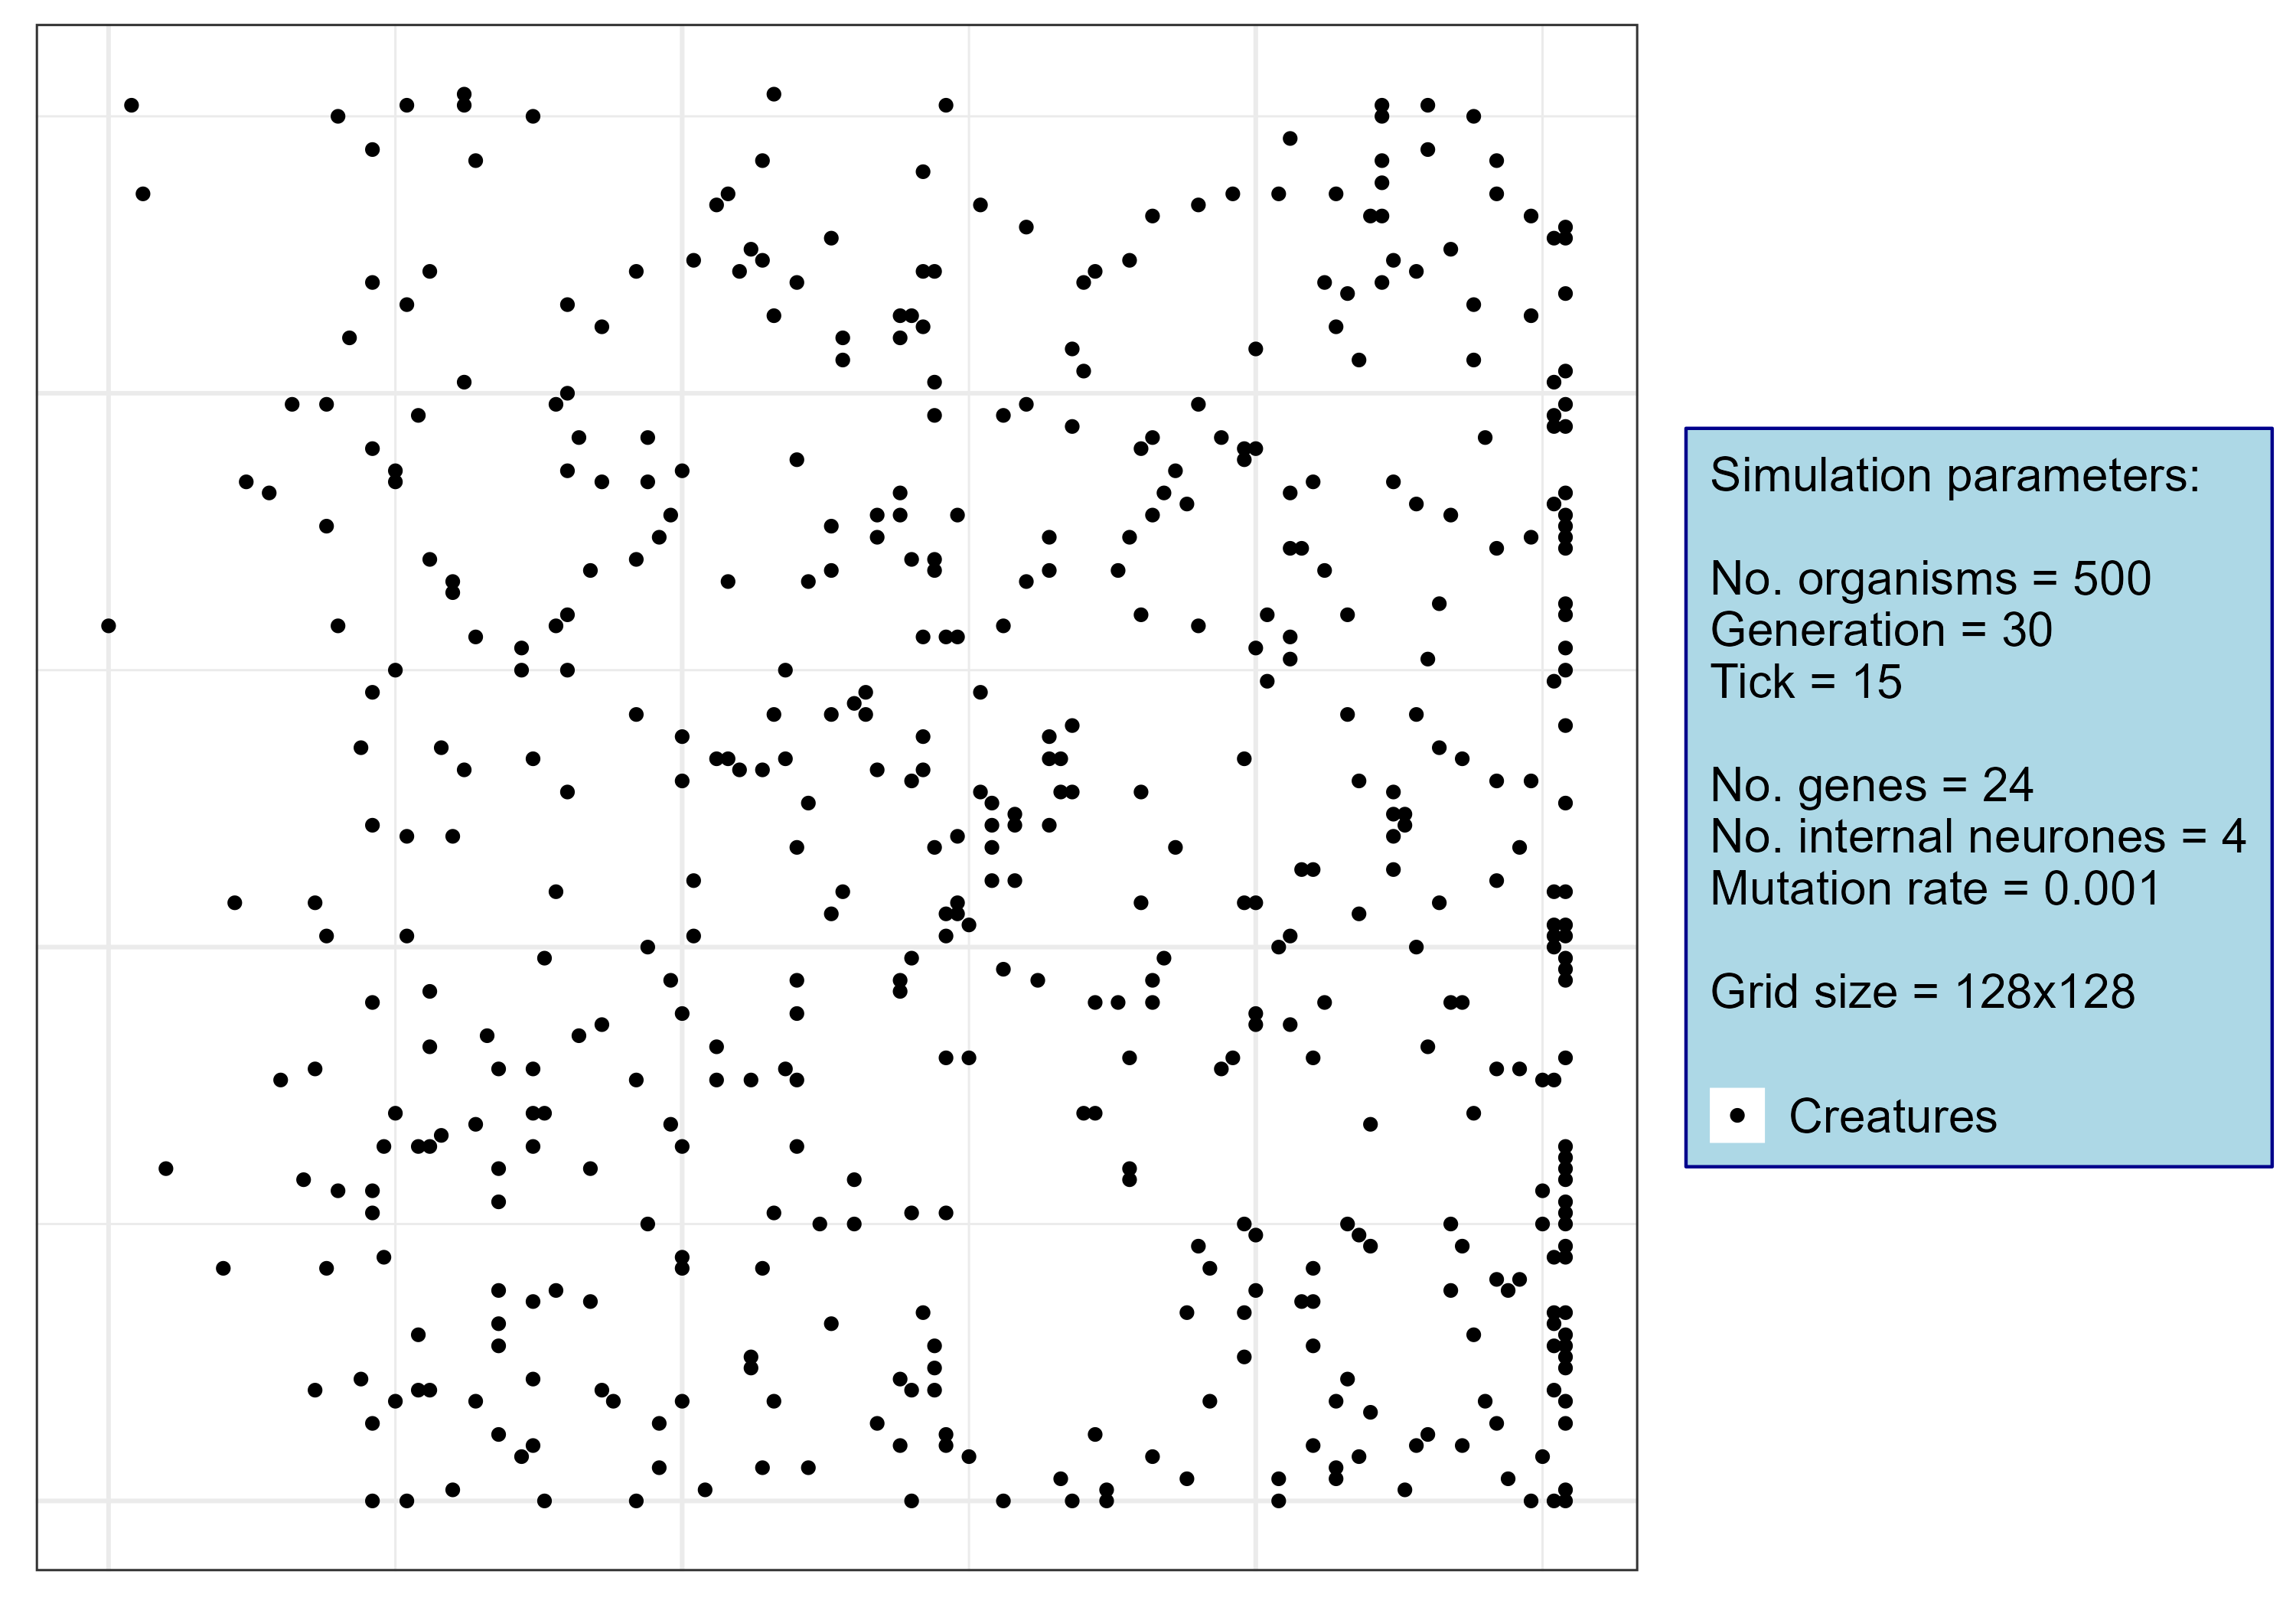 Simulation parameters:
No. organisms = 500
Generation = 30
Tick = 15
No. genes = 24
No. internal neurones = 4
Mutation rate = 0.001
Grid size = 128x128
Creatures